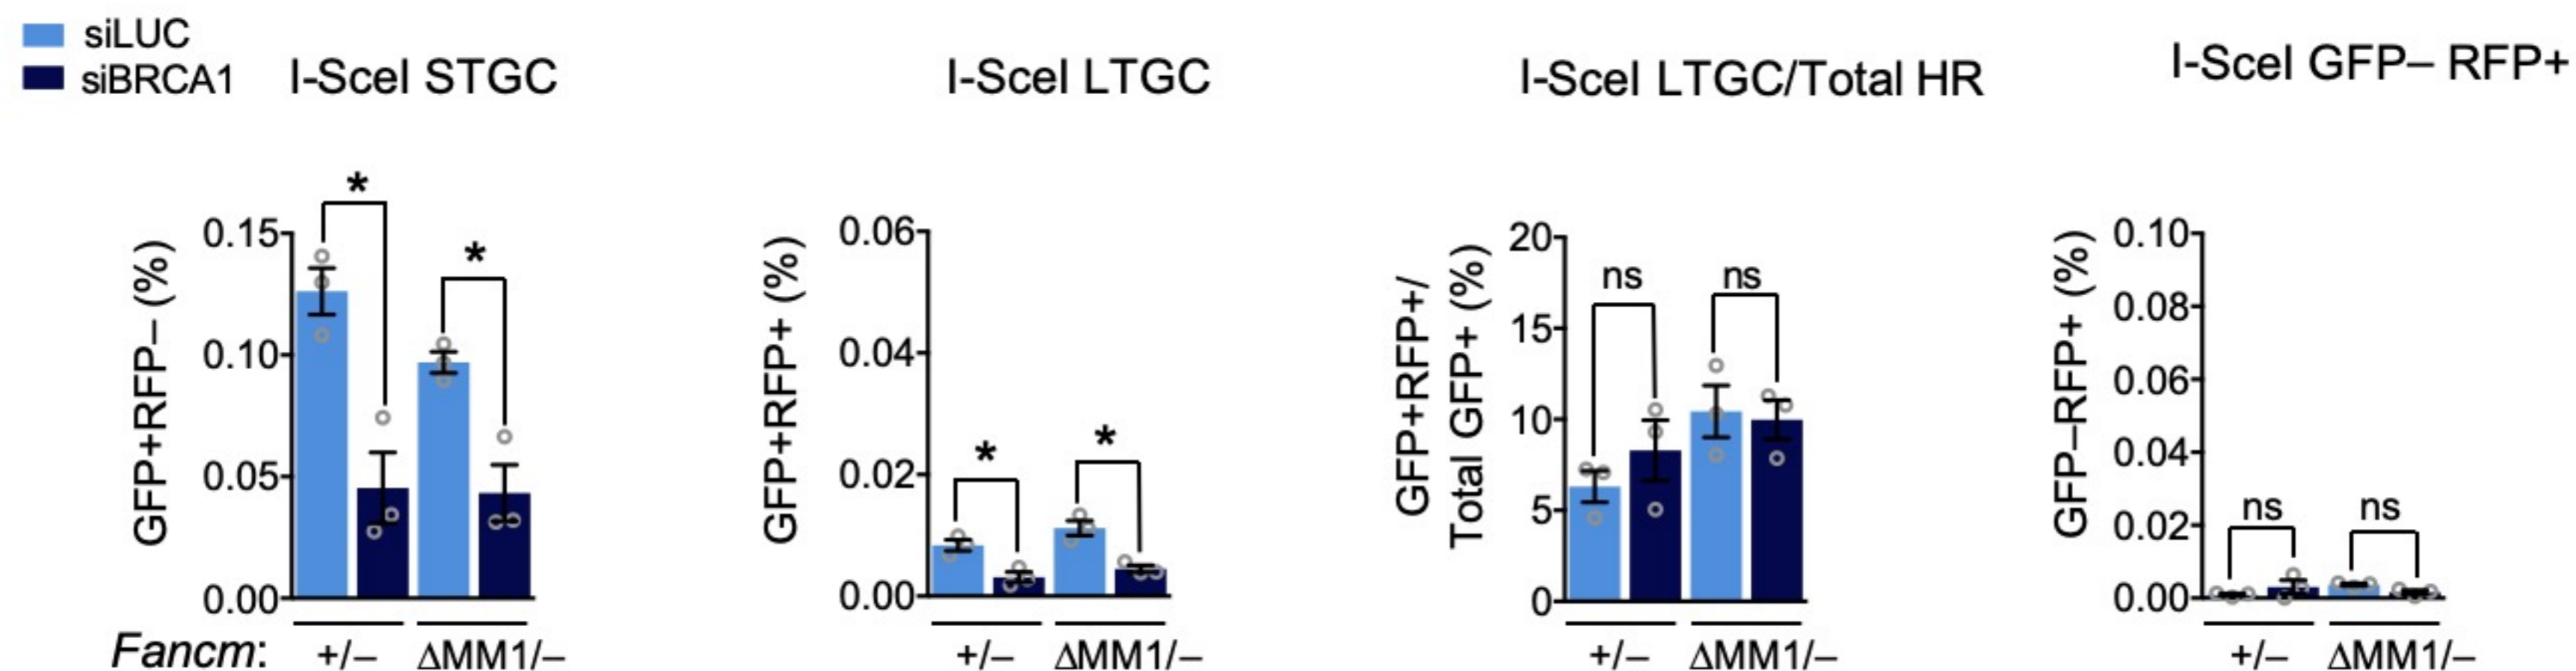 siLUC
siBRCA1
I-SceI STGC
I-SceI LTGC
I-SceI LTGC/Total HR
I-SceI GFP– RFP+
GFP+RFP– (%)
0.15
0.10
0.05
0.00
*
*
Fancm:
+/–
ΔMM1/–
GFP+RFP+ (%)
0.06
0.04
0.02
0.00
*
*
+/–
ΔMM1/–
GFP+RFP+/
Total GFP+ (%)
20
15
10
5
0
ns
ns
+/–
ΔMM1/–
GFP–RFP+ (%)
0.10
0.08
0.06
0.04
0.02
0.00
ns
ns
+/–
ΔMM1/–